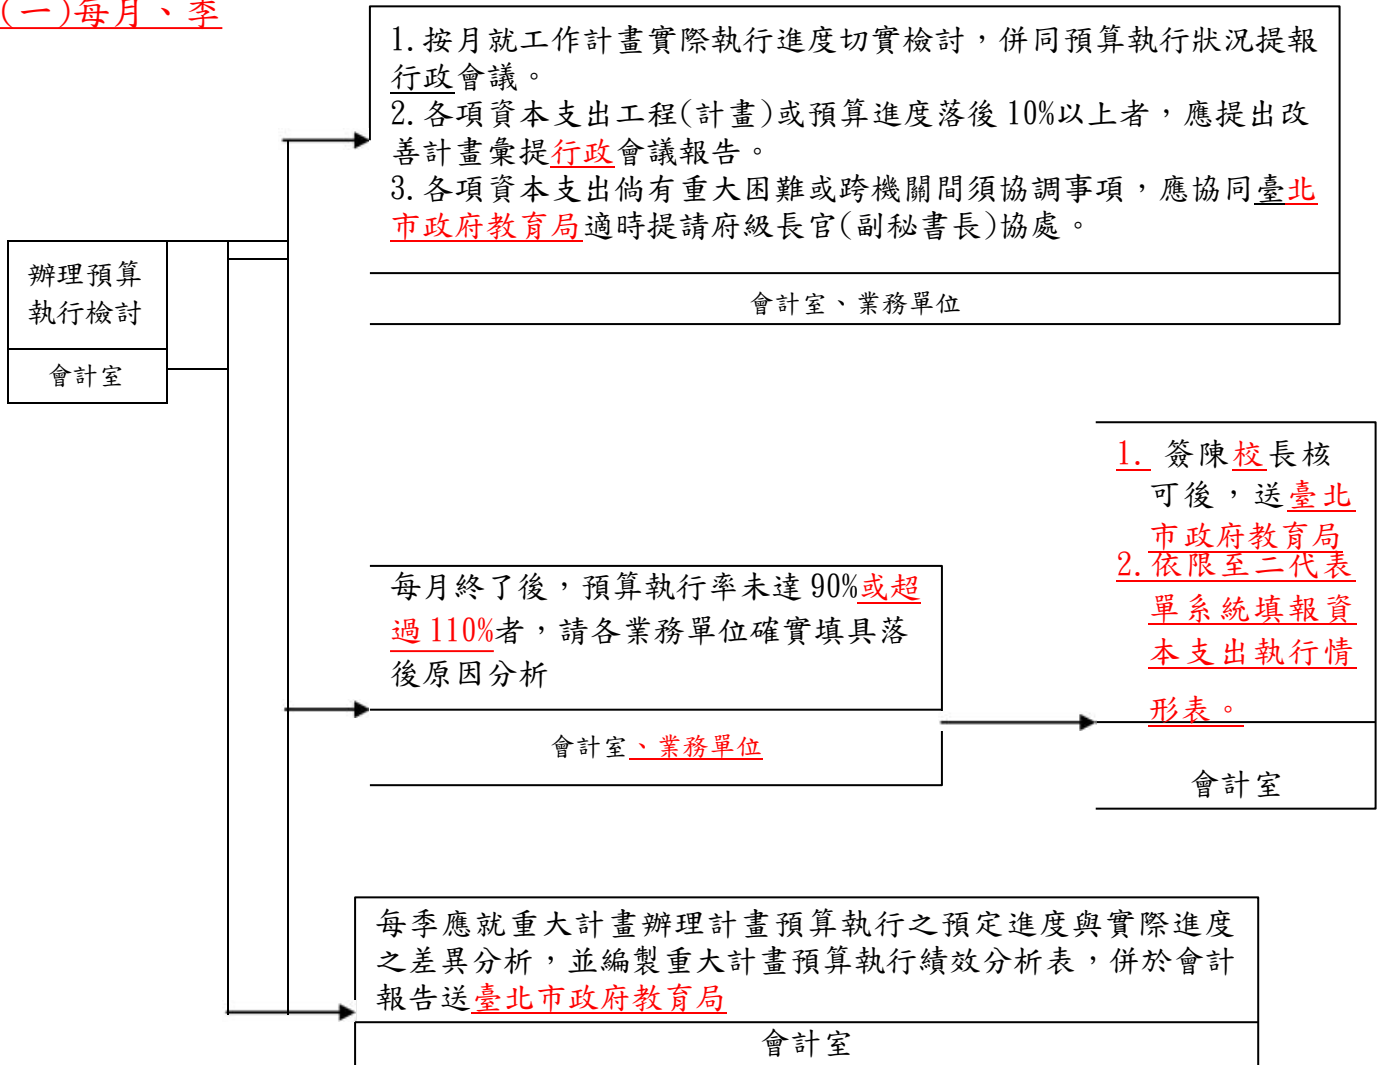 (一)每月、季
1.按月就工作計畫實際執行進度切實檢討，併同預算執行狀況提報
行政會議。
2.各項資本支出工程(計畫)或預算進度落後10%以上者，應提出改
善計畫彙提行政會議報告。
3.各項資本支出倘有重大困難或跨機關間須協調事項，應協同臺北
市政府教育局適時提請府級長官(副秘書長)協處。
會計室、業務單位
辦理預算
執行檢討
會計室
每月終了後，預算執行率未達90%或超
過110%者，請各業務單位確實填具落
後原因分析
會計室、業務單位
1. 簽陳校長核
可後，送臺北
市政府教育局
2.依限至二代表
單系統填報資
本支出執行情
形表。
會計室
每季應就重大計畫辦理計畫預算執行之預定進度與實際進度
之差異分析，並編製重大計畫預算執行績效分析表，併於會計
報告送臺北市政府教育局
會計室